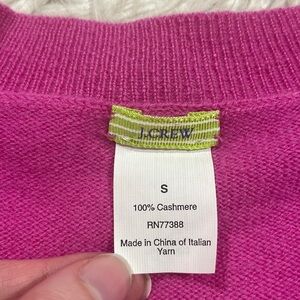 J.CREW
S
100% Cashmere
RN77388
Made in China of Italian
Yarn